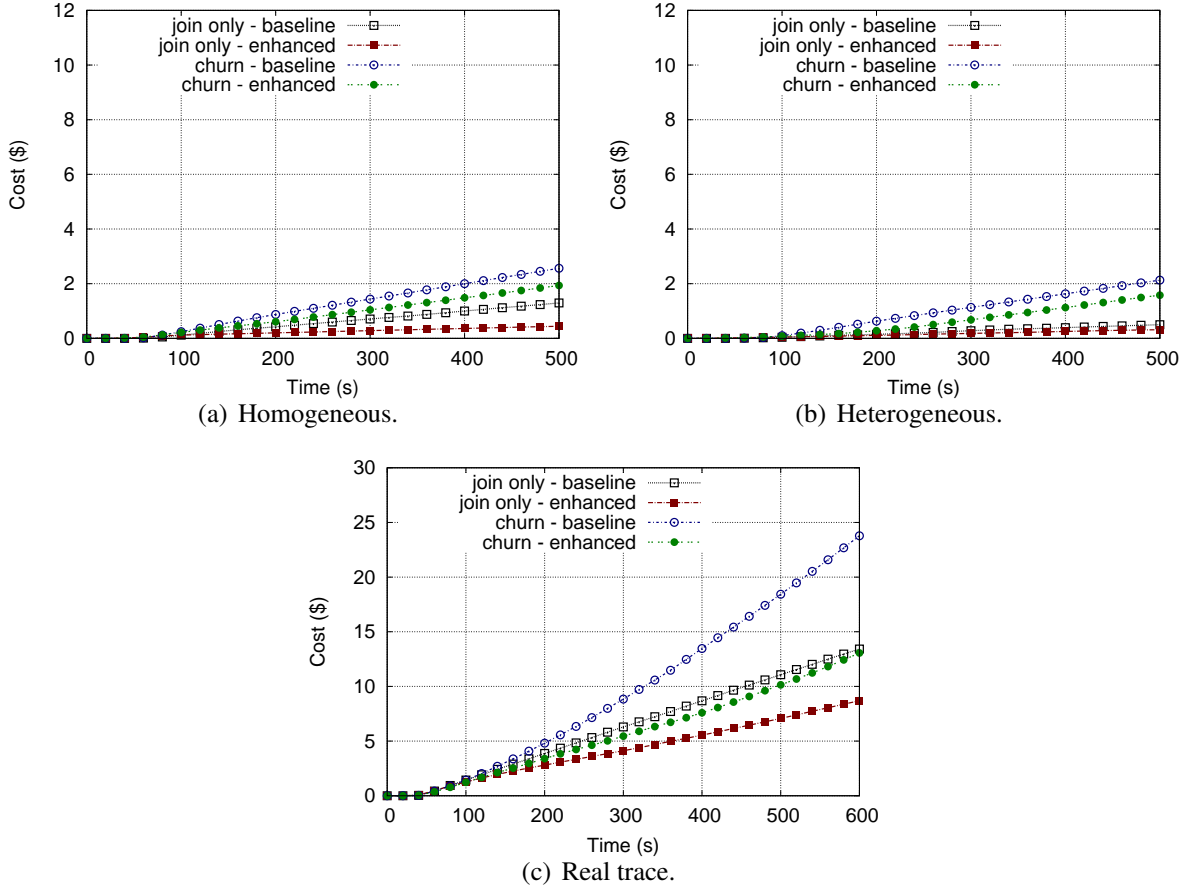 12
10
8
6
4
2
0
Cost ($)
join only - baseline
join only - enhanced
churn - baseline
churn - enhanced
0 100 200 300 400 500
Time (s)
(a) Homogeneous.
12
10
8
6
4
2
0
Cost ($)
join only - baseline
join only - enhanced
churn - baseline
churn - enhanced
0 100 200 300 400 500
Time (s)
(b) Heterogeneous.
30
25
20
15
10
5
0
Cost ($)
join only - baseline
join only - enhanced
churn - baseline
churn - enhanced
0 100 200 300 400 500 600
Time (s)
(c) Real trace.